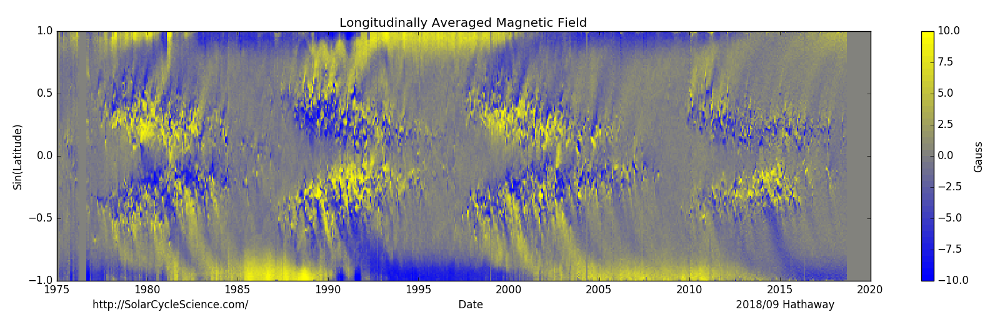 Longitudinally Averaged Magnetic Field
1.0
0.5
0.0
−0.5
−1.0
Sin(Latitude)
1975 1980 1985 1990 1995 2000 2005 2010 2015 2020
http://SolarCycleScience.com/ Date 2018/09 Hathaway
10.0
7.5
5.0
2.5
0.0
−2.5
−5.0
−7.5
−10.0
Gauss